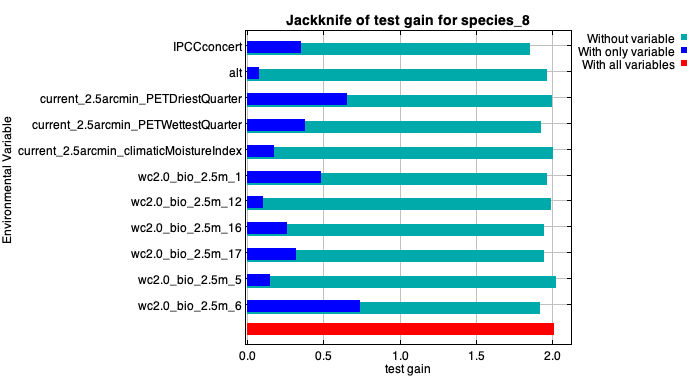 Jackknife of test gain for species_8
Without variable
With only variable
With all variables
Environmental Variable
IPCCconcert
alt
current_2.5arcmin_PETDriestQuarter
current_2.5arcmin_PETWettestQuarter
current_2.5arcmin_climaticMoistureIndex
wc2.0_bio_2.5m_1
wc2.0_bio_2.5m_12
wc2.0_bio_2.5m_16
wc2.0_bio_2.5m_17
wc2.0_bio_2.5m_5
wc2.0_bio_2.5m_6
0.0 0.5 1.0 1.5 2.0
test gain